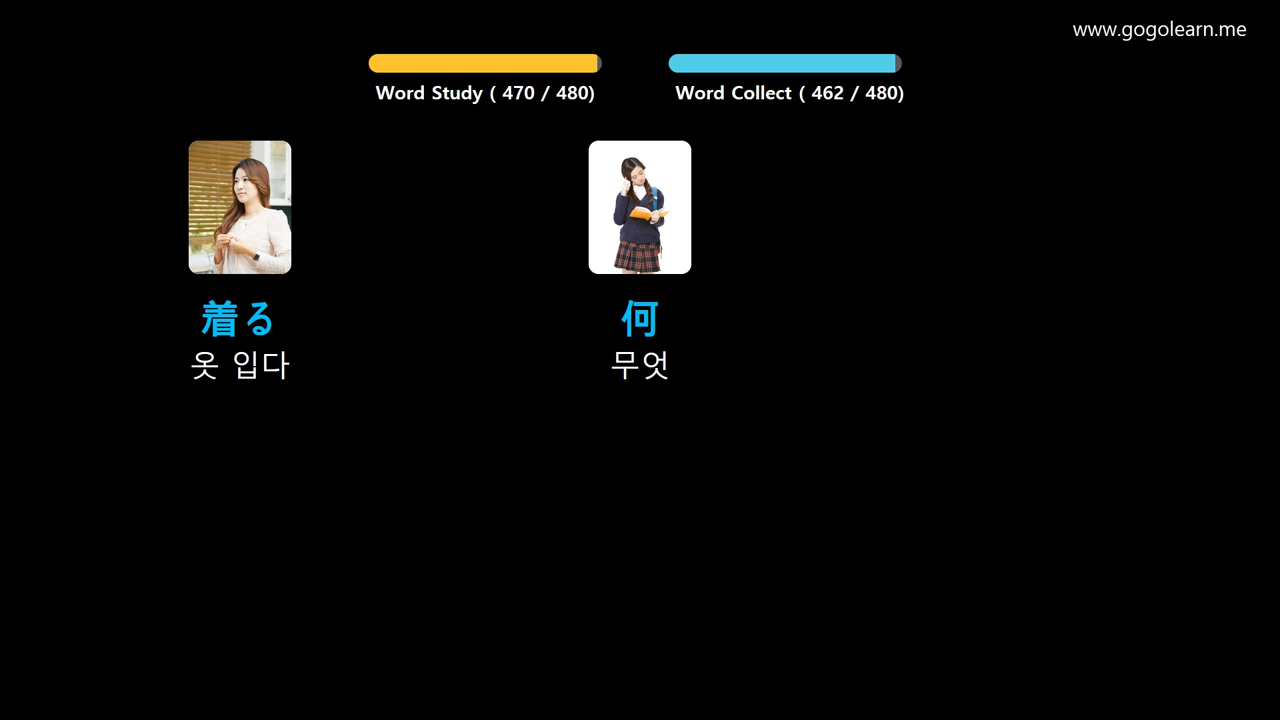 www.gogolearn.me
Word Study ( 470 / 480)
Word Collect ( 462 / 480)
着る
옷 입다
何
무엇